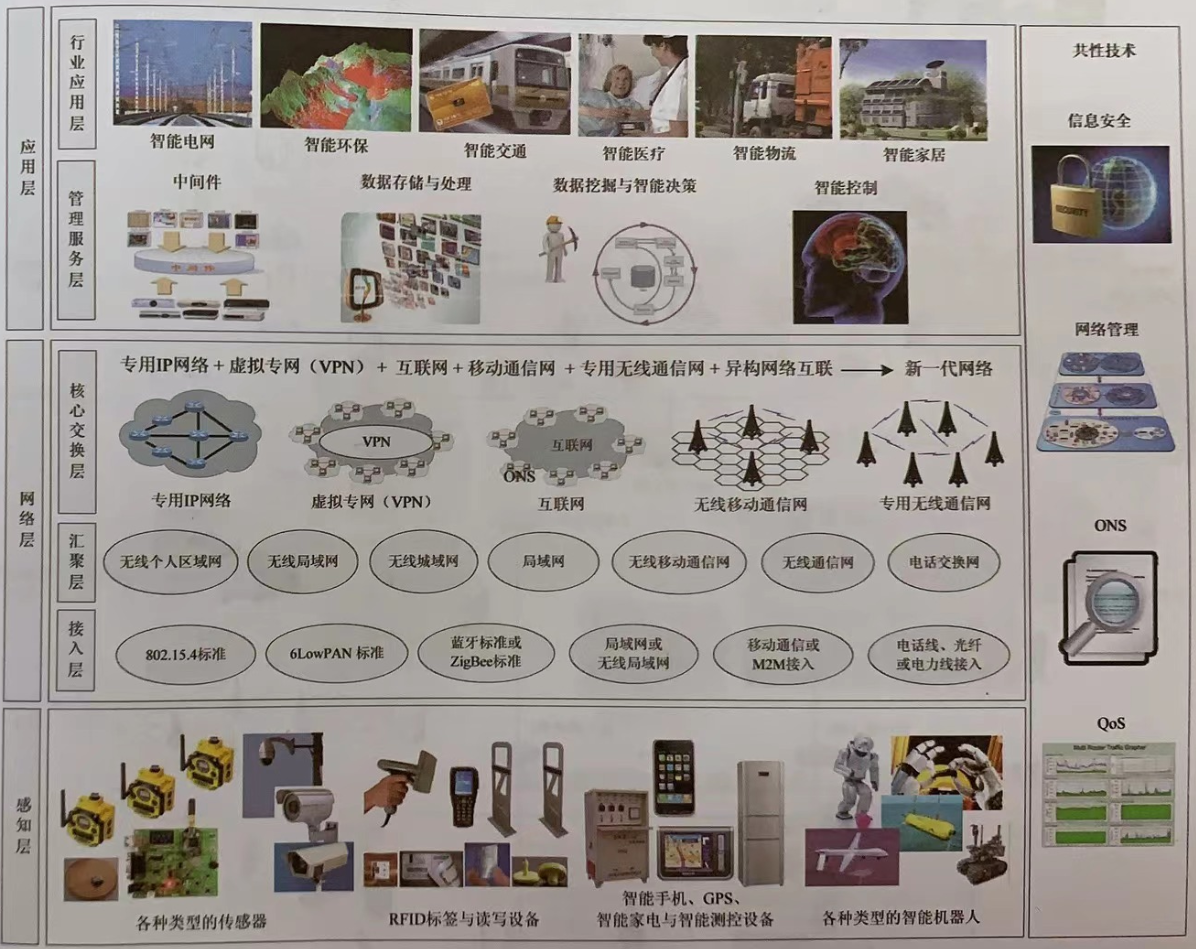 应用层
行业应用层
智能电网
智能环保
智能交通
智能医疗
智能物流
智能家居
管理服务层
中间件
数据存储与处理
数据挖掘与智能决策
智能控制
中间件
网络层
核心交换层
专用IP网络 + 虚拟专网（VPN） + 互联网 + 移动通信网 + 专用无线通信网 + 异构网络互联 → 新一代网络
VPN
互联网
ONS
专用IP网络
虚拟专网（VPN）
互联网
无线移动通信网
专用无线通信网
汇聚层
无线个人区域网
无线局域网
无线城域网
局域网
无线移动通信网
无线通信网
电话交换网
接入层
802.15.4标准
6LowPAN 标准
蓝牙标准或
ZigBee标准
局域网或
无线局域网
移动通信或
M2M接入
电话线、光纤
或电力线接入
感知层
各种类型的传感器
RFID标签与读写设备
智能手机、GPS、
智能家电与智能测控设备
各种类型的智能机器人
共性技术
信息安全
SECURITY
网络管理
ONS
QoS
Multi Router Traffic Grapher